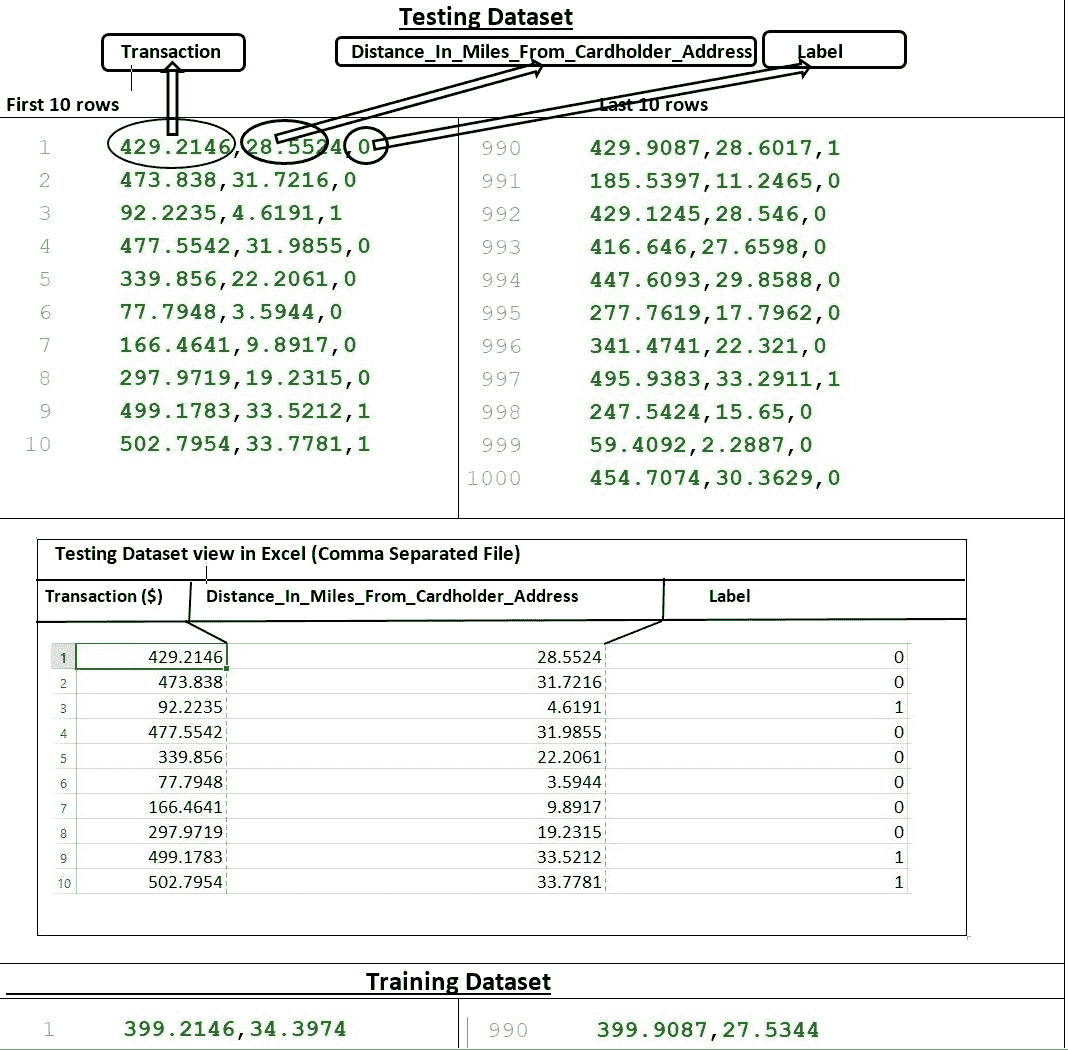 Testing Dataset
Transaction
Distance_In_Miles_From_Cardholder_Address
Label
First 10 rows
Last 10 rows
1 429.2146,28.5524,0
2 473.838,31.7216,0
3 92.2235,4.6191,1
4 477.5542,31.9855,0
5 339.856,22.2061,0
6 77.7948,3.5944,0
7 166.4641,9.8917,0
8 297.9719,19.2315,0
9 499.1783,33.5212,1
10 502.7954,33.7781,1
990 429.9087,28.6017,1
991 185.5397,11.2465,0
992 429.1245,28.546,0
993 416.646,27.6598,0
994 447.6093,29.8588,0
995 277.7619,17.7962,0
996 341.4741,22.321,0
997 495.9383,33.2911,1
998 247.5424,15.65,0
999 59.4092,2.2887,0
1000 454.7074,30.3629,0
Testing Dataset view in Excel (Comma Separated File)
Transaction ($) Distance_In_Miles_From_Cardholder_Address Label
1 429.2146 28.5524 0
2 473.838 31.7216 0
3 92.2235 4.6191 1
4 477.5542 31.9855 0
5 339.856 22.2061 0
6 77.7948 3.5944 0
7 166.4641 9.8917 0
8 297.9719 19.2315 0
9 499.1783 33.5212 1
10 502.7954 33.7781 1
Training Dataset
1 399.2146,34.3974
990 399.9087,27.5344